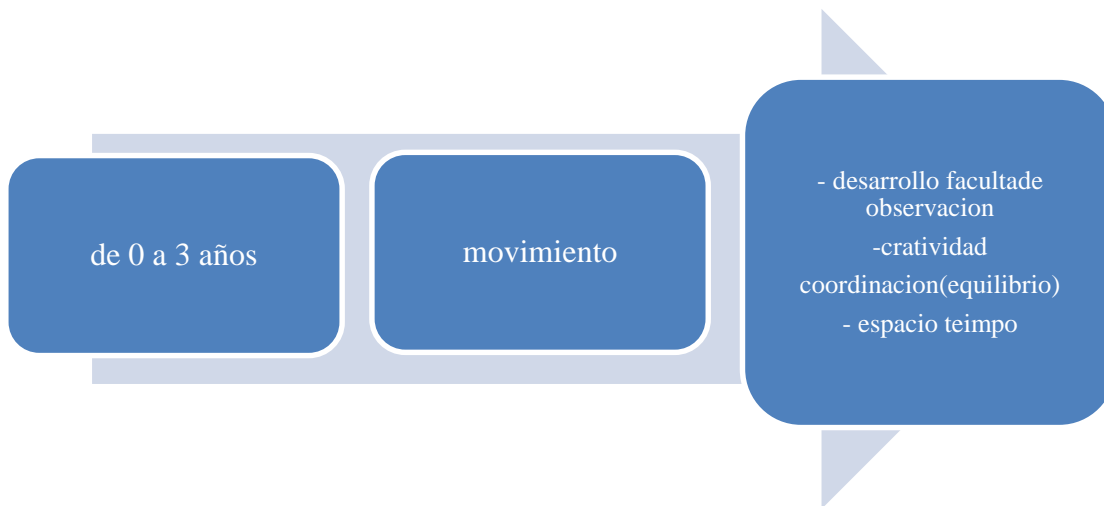 de 0 a 3 años
movimiento
- desarrollo facultade
observacion
-cratividad
coordinacion(equilibrio)
- espacio teimpo